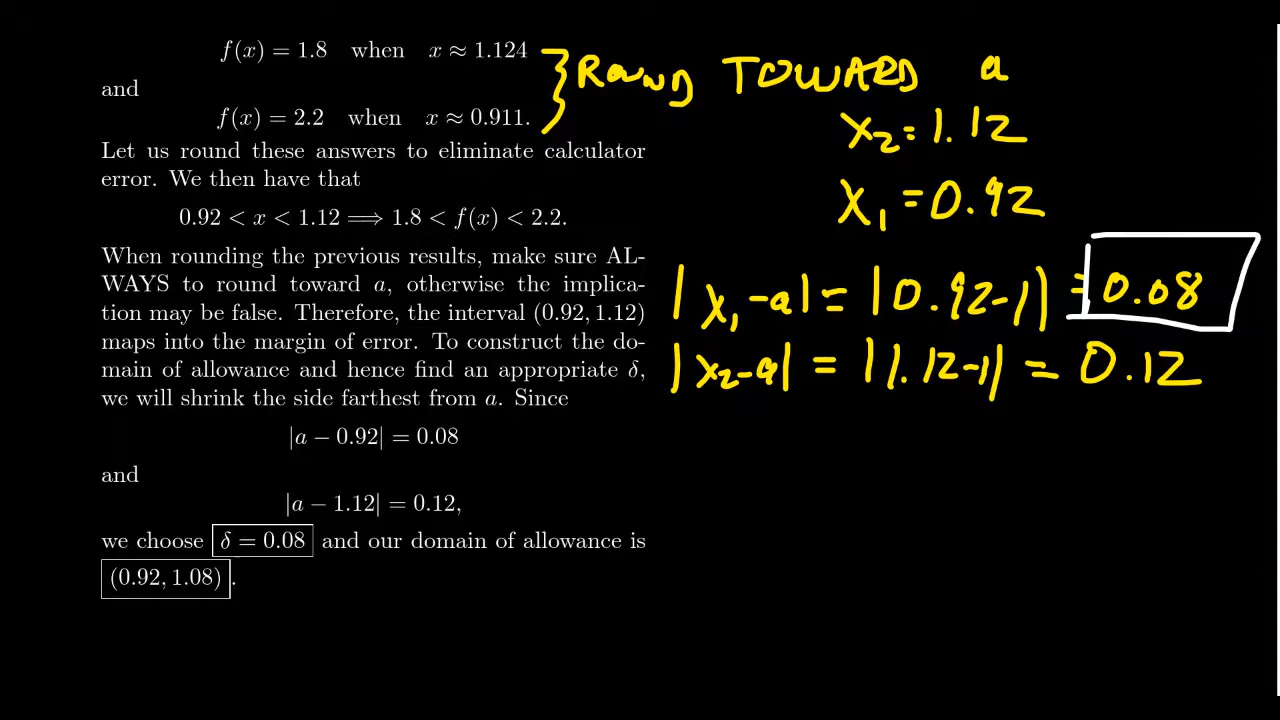 f(x) = 1.8 when x ≈ 1.124
and
f(x) = 2.2 when x ≈ 0.911.
Let us round these answers to eliminate calculator
error. We then have that
0.92 < x < 1.12 ⟹ 1.8 < f(x) < 2.2.
When rounding the previous results, make sure AL-
WAYS to round toward a, otherwise the implica-
tion may be false. Therefore, the interval (0.92, 1.12)
maps into the margin of error. To construct the do-
main of allowance and hence find an appropriate δ,
we will shrink the side farthest from a. Since
|a − 0.92| = 0.08
and
|a − 1.12| = 0.12,
we choose δ = 0.08 and our domain of allowance is
(0.92, 1.08).
ROUND TOWARD a
x₂ = 1.12
x₁ = 0.92
|x₁-a| = |0.92-1| = 0.08
|x₂-a| = |1.12-1| = 0.12